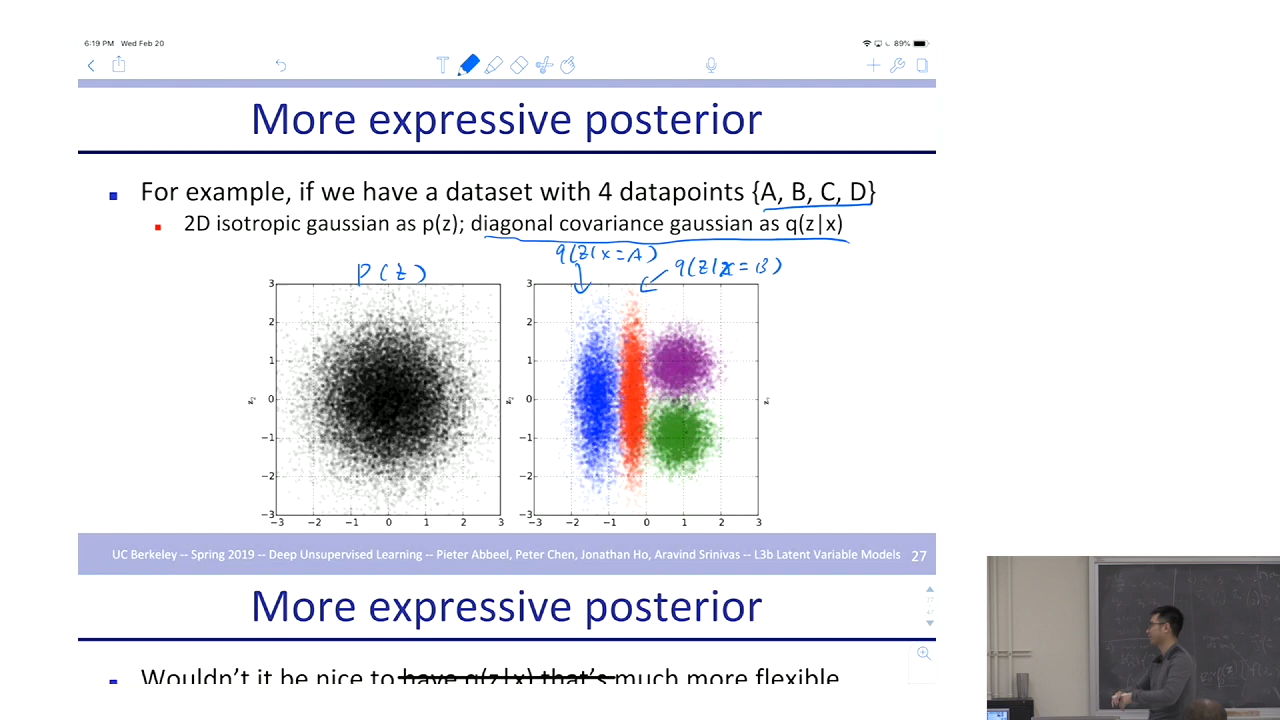 6:19 PM Wed Feb 20
89%
T
More expressive posterior
For example, if we have a dataset with 4 datapoints {A, B, C, D}
2D isotropic gaussian as p(z); diagonal covariance gaussian as q(z|x)
q(z|x=A)
p(z)
q(z|x=B)
3
2
1
0
−1
−2
−3
z₂
−3 −2 −1 0 1 2 3
3
2
1
0
−1
−2
−3
z₂
−3 −2 −1 0 1 2 3
UC Berkeley -- Spring 2019 -- Deep Unsupervised Learning -- Pieter Abbeel, Peter Chen, Jonathan Ho, Aravind Srinivas -- L3b Latent Variable Models 27
More expressive posterior
Wouldn't it be nice to have q(z|x) that's much more flexible